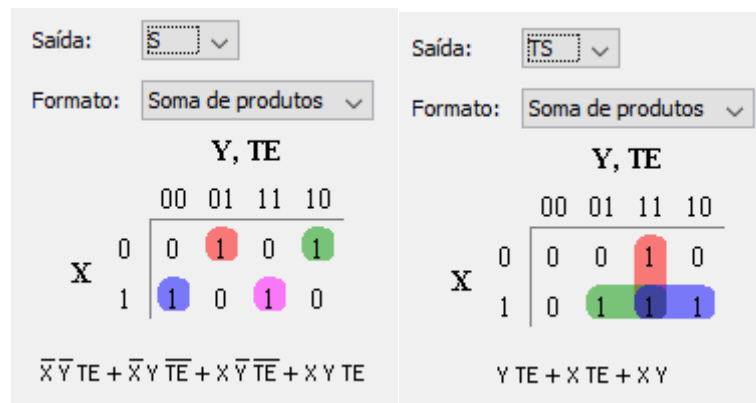 Saída: S
Formato: Soma de produtos
Y, TE
00 01 11 10
X
0 0 1 0 1
1 1 0 1 0
X̅ Y̅ TE + X̅ Y T̅E̅ + X Y̅ T̅E̅ + X Y TE
Saída: TS
Formato: Soma de produtos
Y, TE
00 01 11 10
X
0 0 0 1 0
1 0 1 1 1
Y TE + X TE + X Y